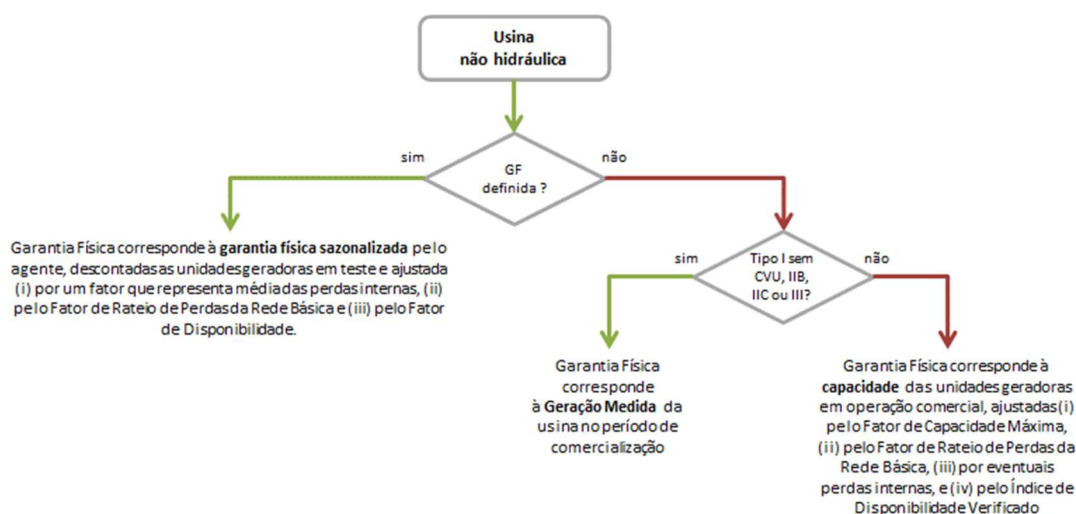 Usina
não hidráulica
sim
GF
definida ?
não
Garantia Física corresponde à garantia física sazonalizada pelo
agente, descontadas as unidades geradoras em teste e ajustada
(i) por um fator que representa média das perdas internas, (ii)
pelo Fator de Rateio de Perdas da Rede Básica e (iii) pelo Fator
de Disponibilidade.
sim
Tipo I sem
CVU, IIB,
IIC ou III?
não
Garantia Física
corresponde
à Geração Medida da
usina no período de
comercialização
Garantia Física corresponde à
capacidade das unidades geradoras
em operação comercial, ajustadas (i)
pelo Fator de Capacidade Máxima,
(ii) pelo Fator de Rateio de Perdas da
Rede Básica, (iii) por eventuais
perdas internas, e (iv) pelo Índice de
Disponibilidade Verificado